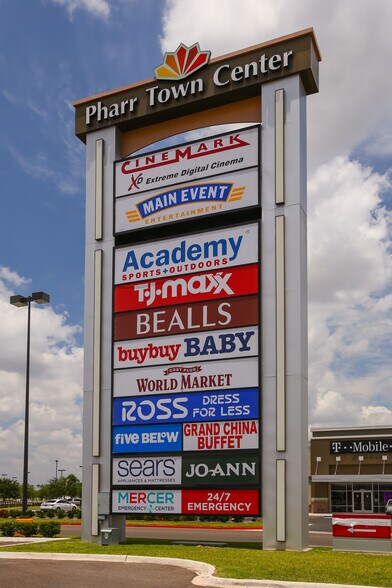 Pharr Town Center
CINEMARK
XD Extreme Digital Cinema
MAIN EVENT
ENTERTAINMENT
Academy
SPORTS+OUTDOORS
T.J.maxx
BEALLS
buybuy BABY
COST PLUS
WORLD MARKET
ROSS DRESS FOR LESS
five BEL°W
GRAND CHINA
BUFFET
sears
APPLIANCES & MATTRESSES
JO-ANN
MERCER
EMERGENCY & EYE CENTER
24/7
EMERGENCY
T·Mobile